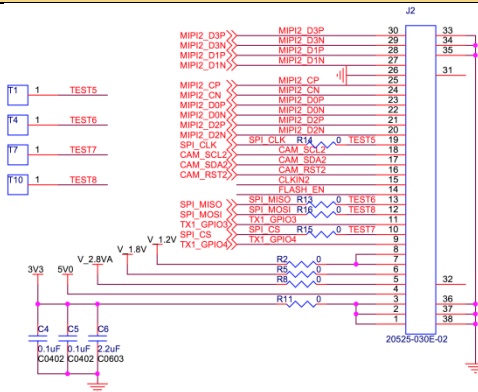 J2
MIPI2_D3P MIPI2_D3P 30 33
MIPI2_D3N MIPI2_D3N 29 34
MIPI2_D1P MIPI2_D1P 28 35
MIPI2_D1N MIPI2_D1N 27
26 31
MIPI2_CP MIPI2_CP 25
MIPI2_CN MIPI2_CN 24
T1 1 TEST5 MIPI2_D0P MIPI2_D0P 23
MIPI2_D0N MIPI2_D0N 22
MIPI2_D2P MIPI2_D2P 21
T4 1 TEST6 MIPI2_D2N MIPI2_D2N 20
SPI_CLK SPI_CLK R14 0 TEST5 19
CAM_SCL2 CAM_SCL2 18
T7 1 TEST7 CAM_SDA2 CAM_SDA2 17
CAM_RST2 CAM_RST2 16
CLKIN2 15
T10 1 TEST8 FLASH_EN 14
SPI_MISO SPI_MISO R13 0 TEST6 13
SPI_MOSI SPI_MOSI R16 0 TEST8 12
TX1_GPIO3 TX1_GPIO3 11
SPI_CS SPI_CS R15 0 TEST7 10
TX1_GPIO4 TX1_GPIO4 9
V_1.2V 8
V_1.8V R2 0 7
V_2.8VA R5 0 6
3V3 5V0 R8 0 5 32
4
R11 0 3 36
2 37
1 38
C4 C5 C6
0.1uF 0.1uF 2.2uF
C0402 C0402 C0603
20525-030E-02